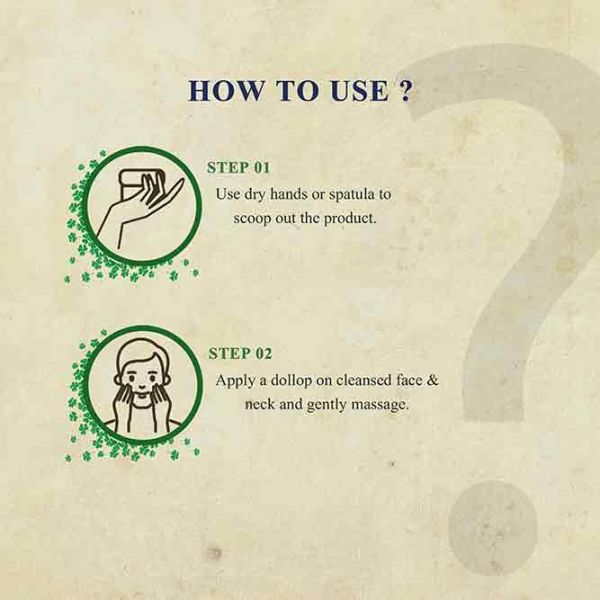 HOW TO USE ?
STEP 01
Use dry hands or spatula to
scoop out the product.
STEP 02
Apply a dollop on cleansed face &
neck and gently massage.